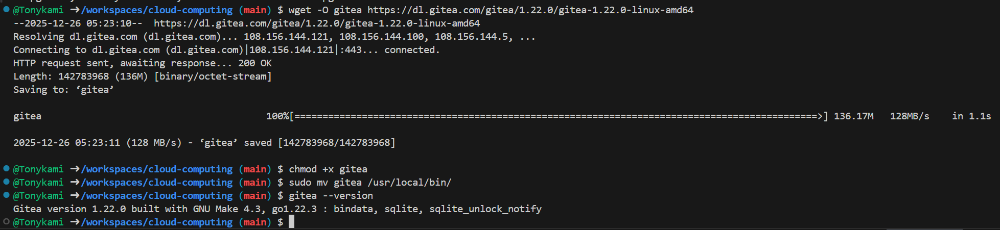 @Tonykami ➜/workspaces/cloud-computing (main) $ wget -O gitea https://dl.gitea.com/gitea/1.22.0/gitea-1.22.0-linux-amd64
--2025-12-26 05:23:10--  https://dl.gitea.com/gitea/1.22.0/gitea-1.22.0-linux-amd64
Resolving dl.gitea.com (dl.gitea.com)... 108.156.144.121, 108.156.144.100, 108.156.144.5, ...
Connecting to dl.gitea.com (dl.gitea.com)|108.156.144.121|:443... connected.
HTTP request sent, awaiting response... 200 OK
Length: 142783968 (136M) [binary/octet-stream]
Saving to: ‘gitea’
gitea 100%[=============================================================================================>] 136.17M 128MB/s in 1.1s
2025-12-26 05:23:11 (128 MB/s) - ‘gitea’ saved [142783968/142783968]
@Tonykami ➜/workspaces/cloud-computing (main) $ chmod +x gitea
@Tonykami ➜/workspaces/cloud-computing (main) $ sudo mv gitea /usr/local/bin/
@Tonykami ➜/workspaces/cloud-computing (main) $ gitea --version
Gitea version 1.22.0 built with GNU Make 4.3, go1.22.3 : bindata, sqlite, sqlite_unlock_notify
@Tonykami ➜/workspaces/cloud-computing (main) $